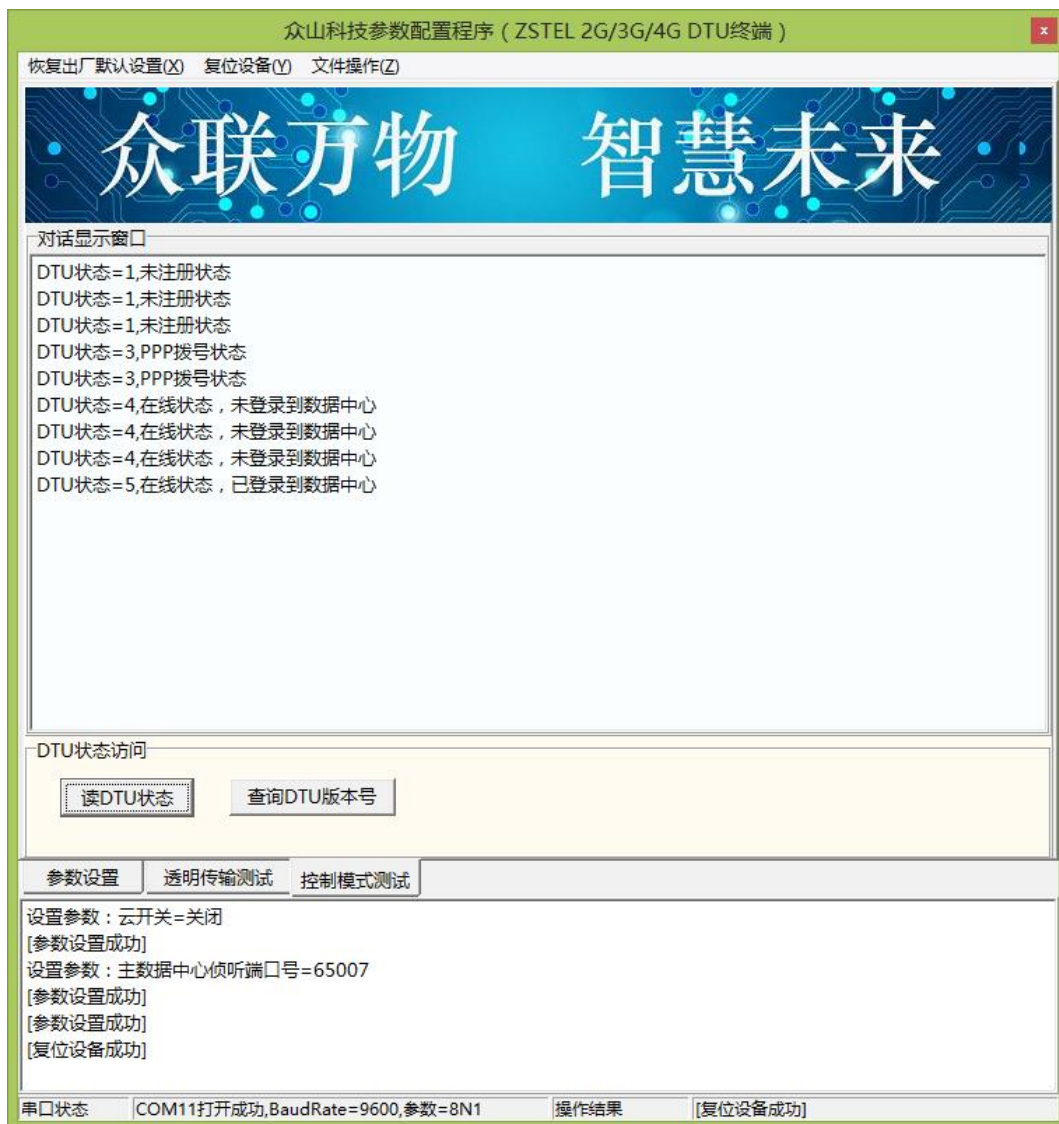 众山科技参数配置程序（ZSTEL 2G/3G/4G DTU终端）
x
恢复出厂默认设置(X) 复位设备(Y) 文件操作(Z)
众联万物 智慧未来
对话显示窗口
DTU状态=1,未注册状态
DTU状态=1,未注册状态
DTU状态=1,未注册状态
DTU状态=3,PPP拨号状态
DTU状态=3,PPP拨号状态
DTU状态=4,在线状态，未登录到数据中心
DTU状态=4,在线状态，未登录到数据中心
DTU状态=4,在线状态，未登录到数据中心
DTU状态=5,在线状态，已登录到数据中心
DTU状态访问
读DTU状态 查询DTU版本号
参数设置 透明传输测试 控制模式测试
设置参数：云开关=关闭
[参数设置成功]
设置参数：主数据中心侦听端口号=65007
[参数设置成功]
[参数设置成功]
[复位设备成功]
串口状态 COM11打开成功,BaudRate=9600,参数=8N1 操作结果 [复位设备成功]